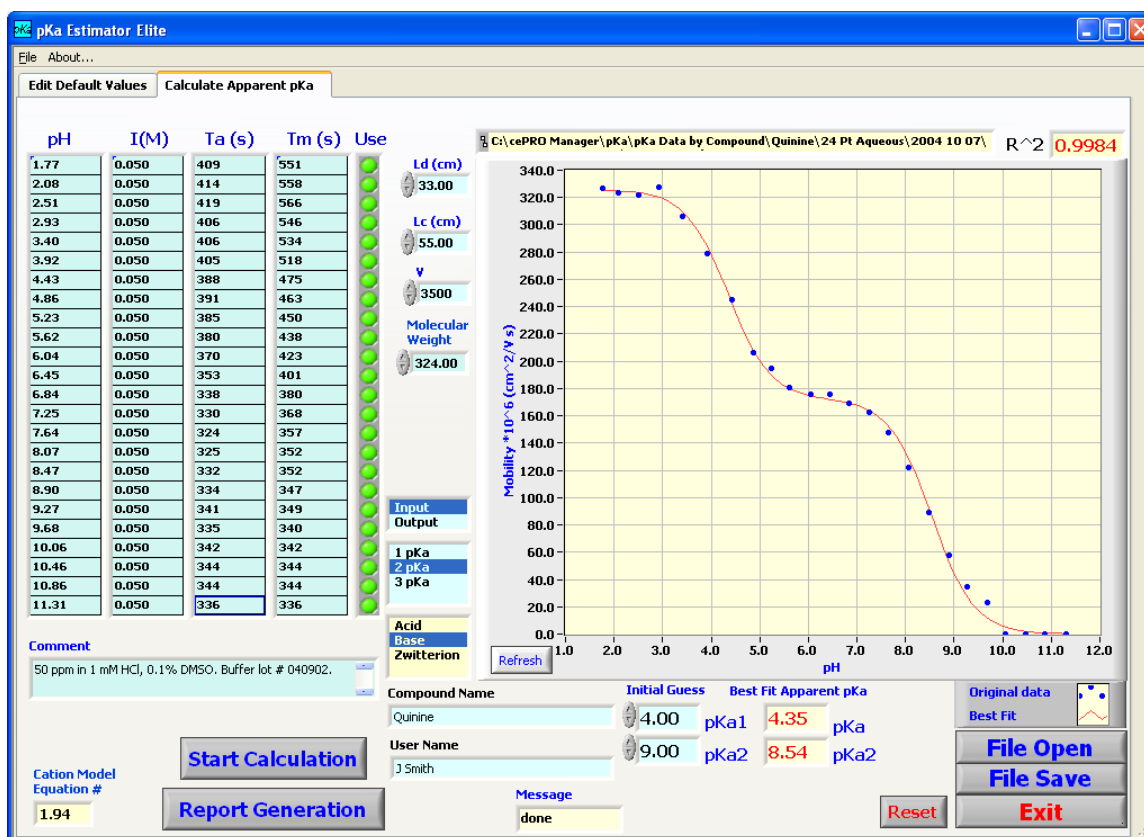 pKa pKa Estimator Elite
File About...
Edit Default Values Calculate Apparent pKa
pH I(M) Ta (s) Tm (s) Use
1.77 0.050 409 551
2.08 0.050 414 558
2.51 0.050 419 566
2.93 0.050 406 546
3.40 0.050 406 534
3.92 0.050 405 518
4.43 0.050 388 475
4.86 0.050 391 463
5.23 0.050 385 450
5.62 0.050 380 438
6.04 0.050 370 423
6.45 0.050 353 401
6.84 0.050 338 380
7.25 0.050 330 368
7.64 0.050 324 357
8.07 0.050 325 352
8.47 0.050 332 352
8.90 0.050 334 347
9.27 0.050 341 349
9.68 0.050 335 340
10.06 0.050 342 342
10.46 0.050 344 344
10.86 0.050 344 344
11.31 0.050 336 336
Ld (cm)
33.00
Lc (cm)
55.00
V
3500
Molecular
Weight
324.00
Input
Output
1 pKa
2 pKa
3 pKa
Acid
Base
Zwitterion
C:\cePRO Manager\pKa\pKa Data by Compound\Quinine\24 Pt Aqueous\2004 10 07\
R^2 0.9984
Mobility *10^6 (cm^2/V s)
340.0
320.0
300.0
280.0
260.0
240.0
220.0
200.0
180.0
160.0
140.0
120.0
100.0
80.0
60.0
40.0
20.0
0.0
1.0 2.0 3.0 4.0 5.0 6.0 7.0 8.0 9.0 10.0 11.0 12.0
pH
Refresh
Comment
50 ppm in 1 mM HCl, 0.1% DMSO. Buffer lot # 040902.
Compound Name
Quinine
User Name
J Smith
Initial Guess Best Fit Apparent pKa
4.00 pKa1 4.35 pKa
9.00 pKa2 8.54 pKa2
Original data
Best Fit
Start Calculation
Report Generation
Cation Model
Equation #
1.94
Message
done
File Open
File Save
Reset
Exit